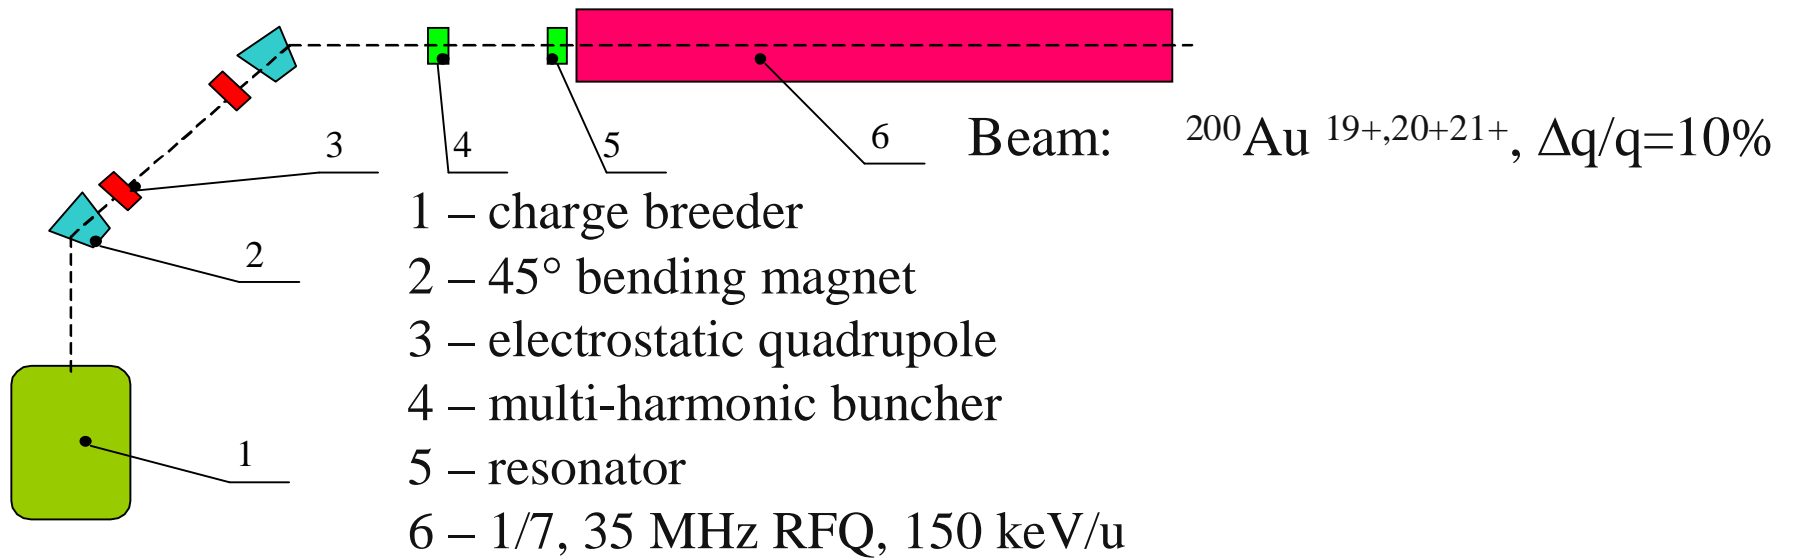 3
4
5
6
Beam: ²⁰⁰Au ¹⁹⁺,²⁰⁺²¹⁺, Δq/q=10%
1 – charge breeder
2
2 – 45° bending magnet
3 – electrostatic quadrupole
4 – multi-harmonic buncher
1
5 – resonator
6 – 1/7, 35 MHz RFQ, 150 keV/u